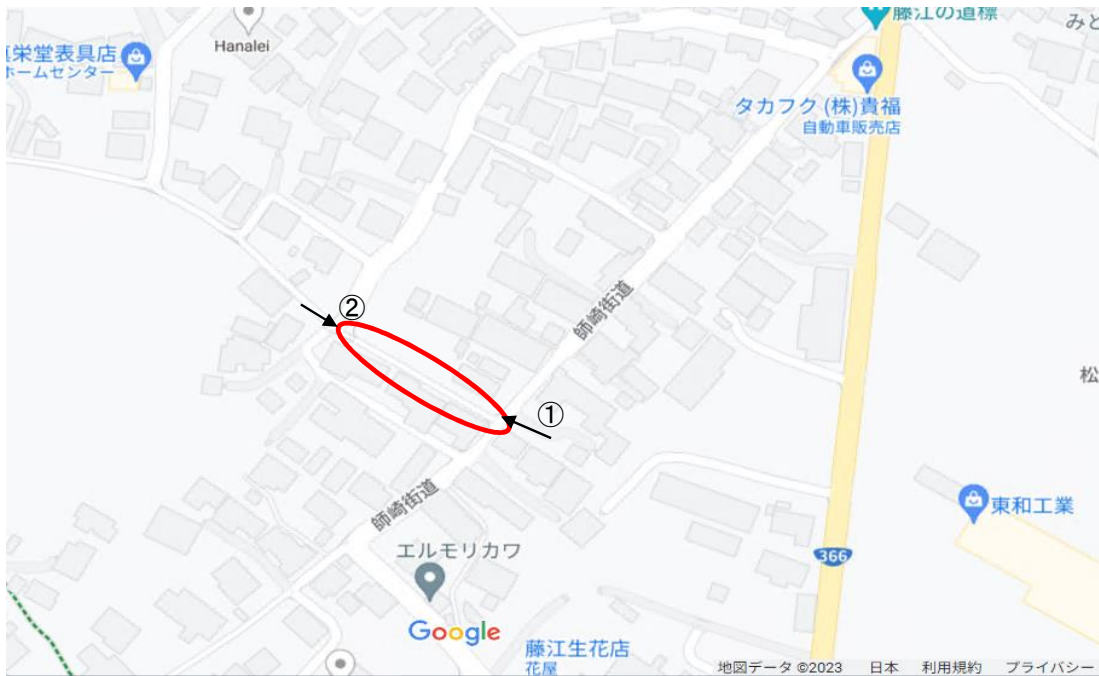 藤江の道標
みど
Hanalei
栄堂表具店
ホームセンター
タカフク (株)貴福
自動車販売店
師崎街道
②
松
①
師崎街道
東和工業
エルモリカワ
366
Google
藤江生花店
花屋
地図データ ©2023 日本 利用規約 プライバシー